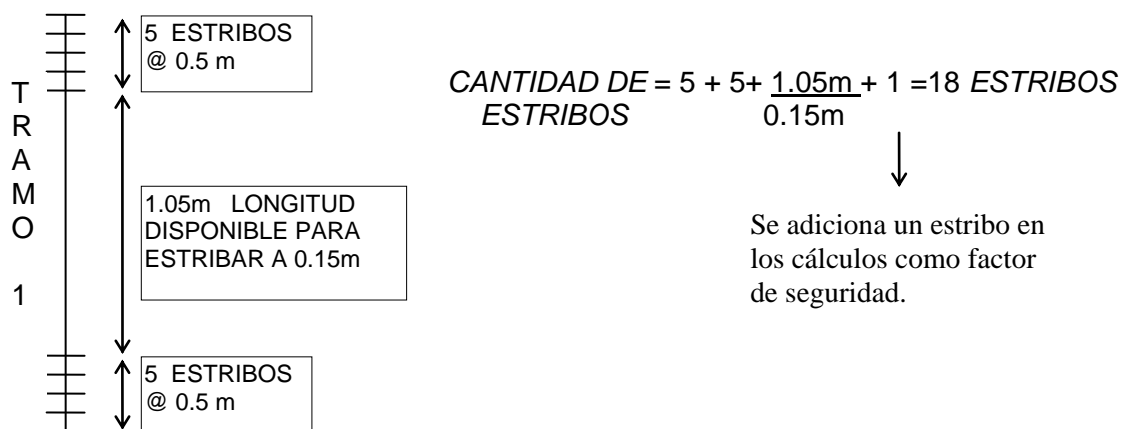 T
R
A
M
O
1
5 ESTRIBOS
@ 0.5 m
1.05m LONGITUD
DISPONIBLE PARA
ESTRIBAR A 0.15m
5 ESTRIBOS
@ 0.5 m
CANTIDAD DE = 5 + 5+ 1.05m + 1 =18 ESTRIBOS
ESTRIBOS 0.15m
Se adiciona un estribo en
los cálculos como factor
de seguridad.